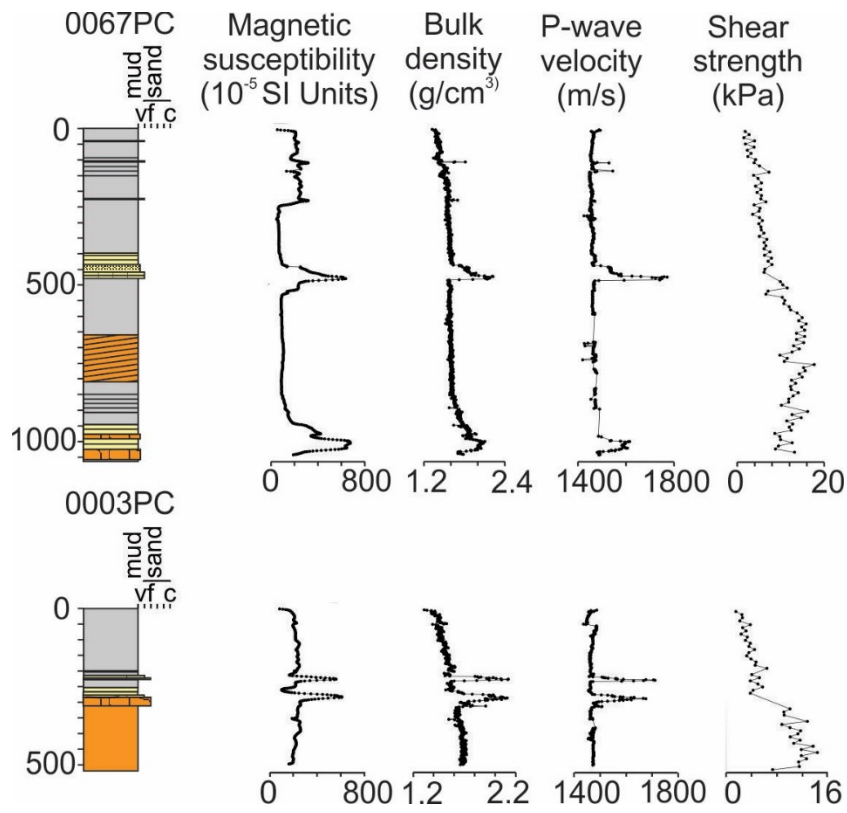 0067PC
Magnetic susceptibility (10⁻⁵ SI Units)
Bulk density (g/cm³)
P-wave velocity (m/s)
Shear strength (kPa)
mud
sand
vf c
0
500
1000
0 800
1.2 2.4
1400 1800
0 20
0003PC
mud
sand
vf c
0
500
0 800
1.2 2.2
1400 1800
0 16